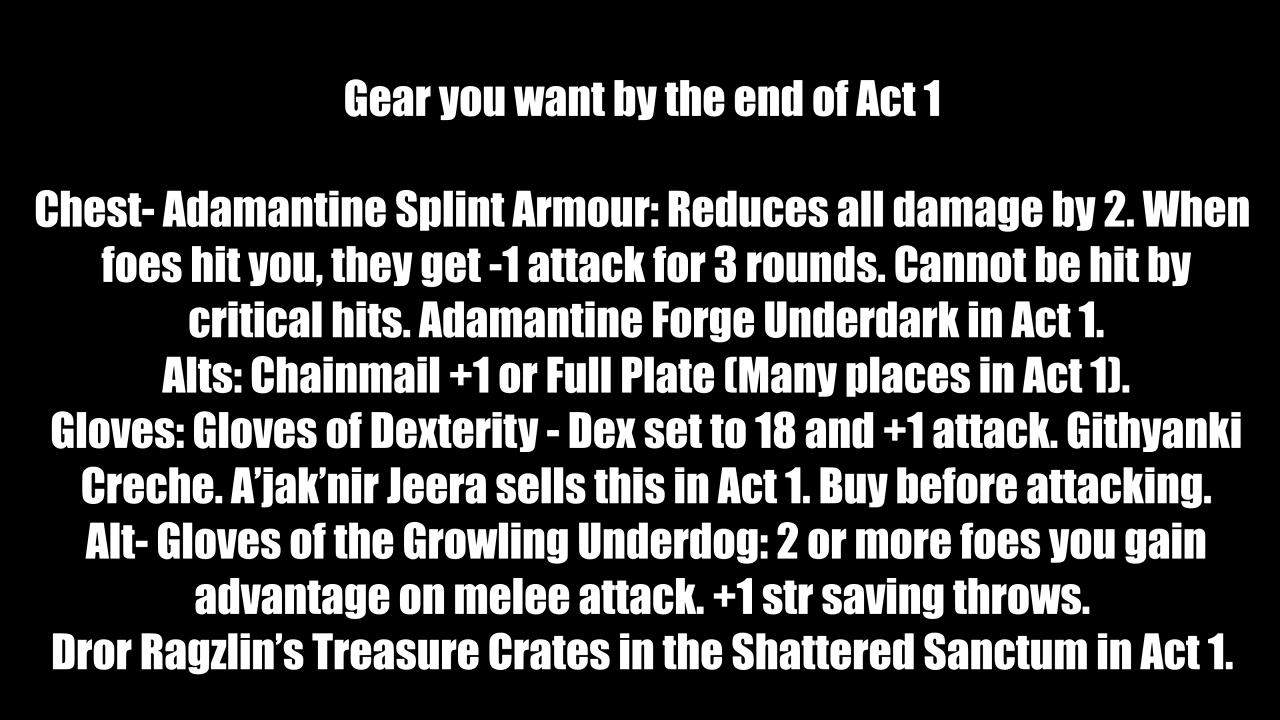 Gear you want by the end of Act 1
Chest- Adamantine Splint Armour: Reduces all damage by 2. When
foes hit you, they get -1 attack for 3 rounds. Cannot be hit by
critical hits. Adamantine Forge Underdark in Act 1.
Alts: Chainmail +1 or Full Plate (Many places in Act 1).
Gloves: Gloves of Dexterity - Dex set to 18 and +1 attack. Githyanki
Creche. A’jak’nir Jeera sells this in Act 1. Buy before attacking.
Alt- Gloves of the Growling Underdog: 2 or more foes you gain
advantage on melee attack. +1 str saving throws.
Dror Ragzlin’s Treasure Crates in the Shattered Sanctum in Act 1.